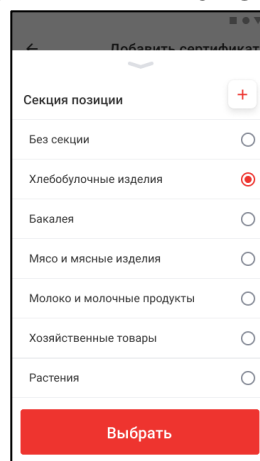 Добавить сертификат
Секция позиции
+
Без секции
Хлебобулочные изделия
Бакалея
Мясо и мясные изделия
Молоко и молочные продукты
Хозяйственные товары
Растения
Выбрать